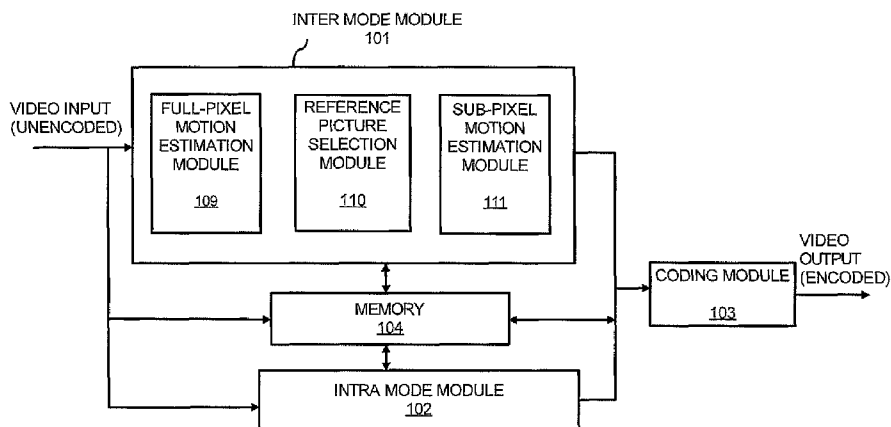 INTER MODE MODULE
101
VIDEO INPUT
(UNENCODED)
FULL-PIXEL
MOTION
ESTIMATION
MODULE
109
REFERENCE
PICTURE
SELECTION
MODULE
110
SUB-PIXEL
MOTION
ESTIMATION
MODULE
111
MEMORY
104
INTRA MODE MODULE
102
CODING MODULE
103
VIDEO
OUTPUT
(ENCODED)